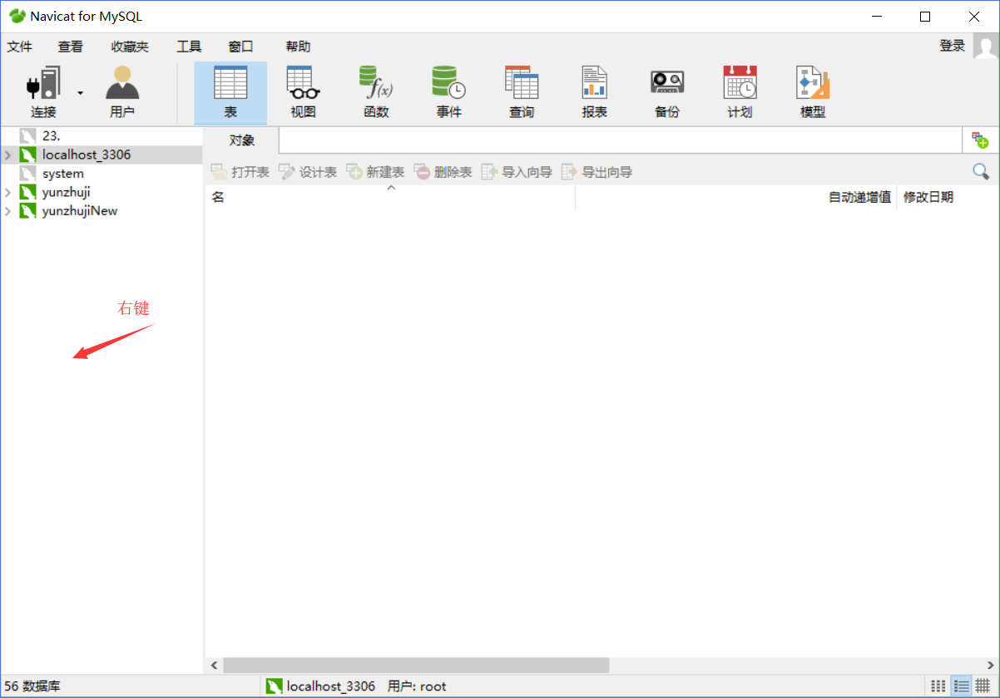 Navicat for MySQL
文件 查看 收藏夹 工具 窗口 帮助 登录
连接 用户 表 视图 函数 事件 查询 报表 备份 计划 模型
23.
localhost_3306
system
yunzhuji
yunzhujiNew
对象
打开表 设计表 新建表 删除表 导入向导 导出向导
名 自动递增值 修改日期
右键
56 数据库 localhost_3306 用户: root